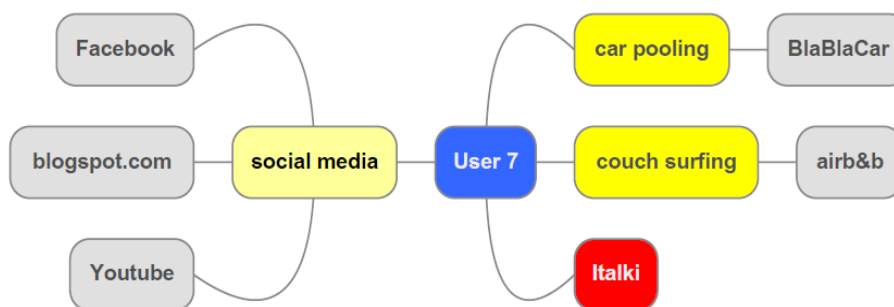 Facebook
car pooling
BlaBlaCar
blogspot.com
social media
User 7
couch surfing
airb&b
Youtube
Italki